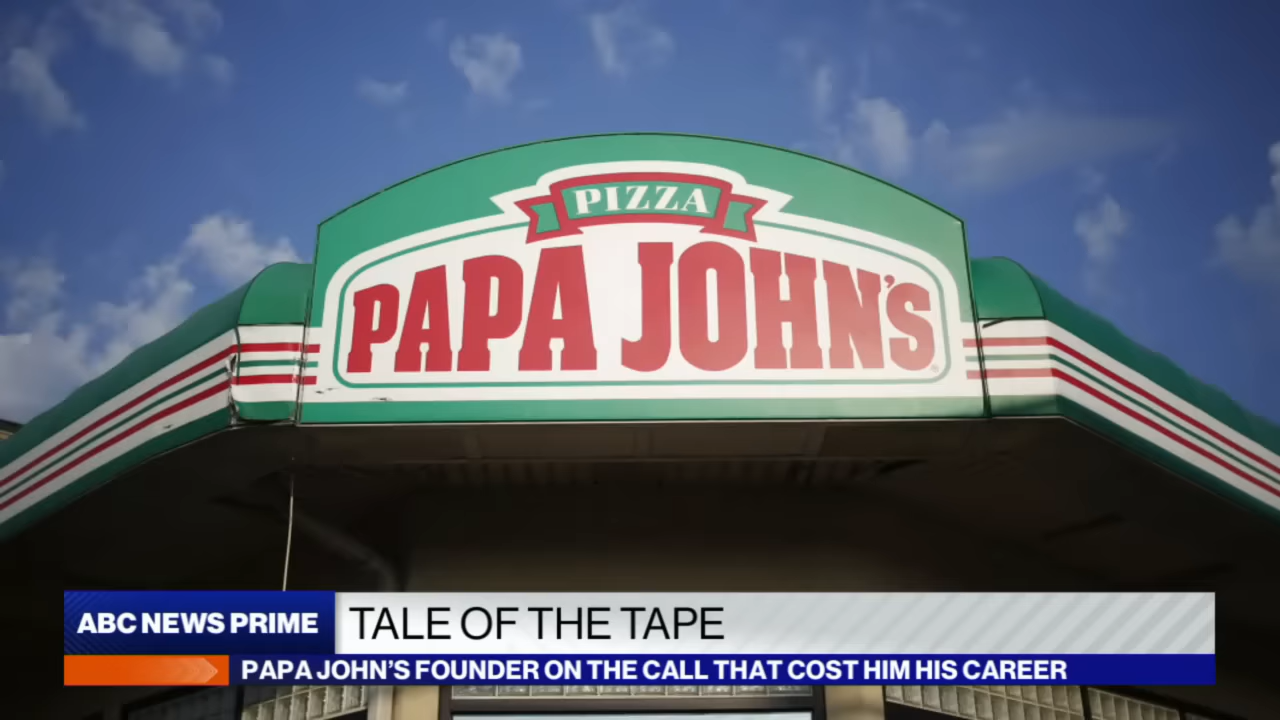 PIZZA
PAPA JOHN'S
ABC NEWS PRIME
TALE OF THE TAPE
PAPA JOHN'S FOUNDER ON THE CALL THAT COST HIM HIS CAREER